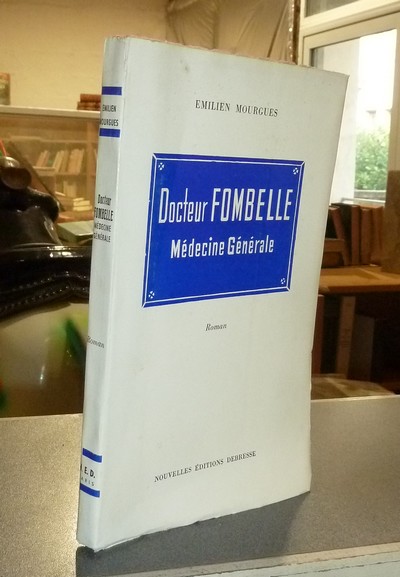 EMILIEN MOURGUES
Docteur FOMBELLE
Médecine Générale
Roman
NOUVELLES ÉDITIONS DEBRESSE
EMILIEN
MOURGUES
Docteur
FOMBELLE
MÉDECINE
GÉNÉRALE
Roman
N.E.D.
PARIS